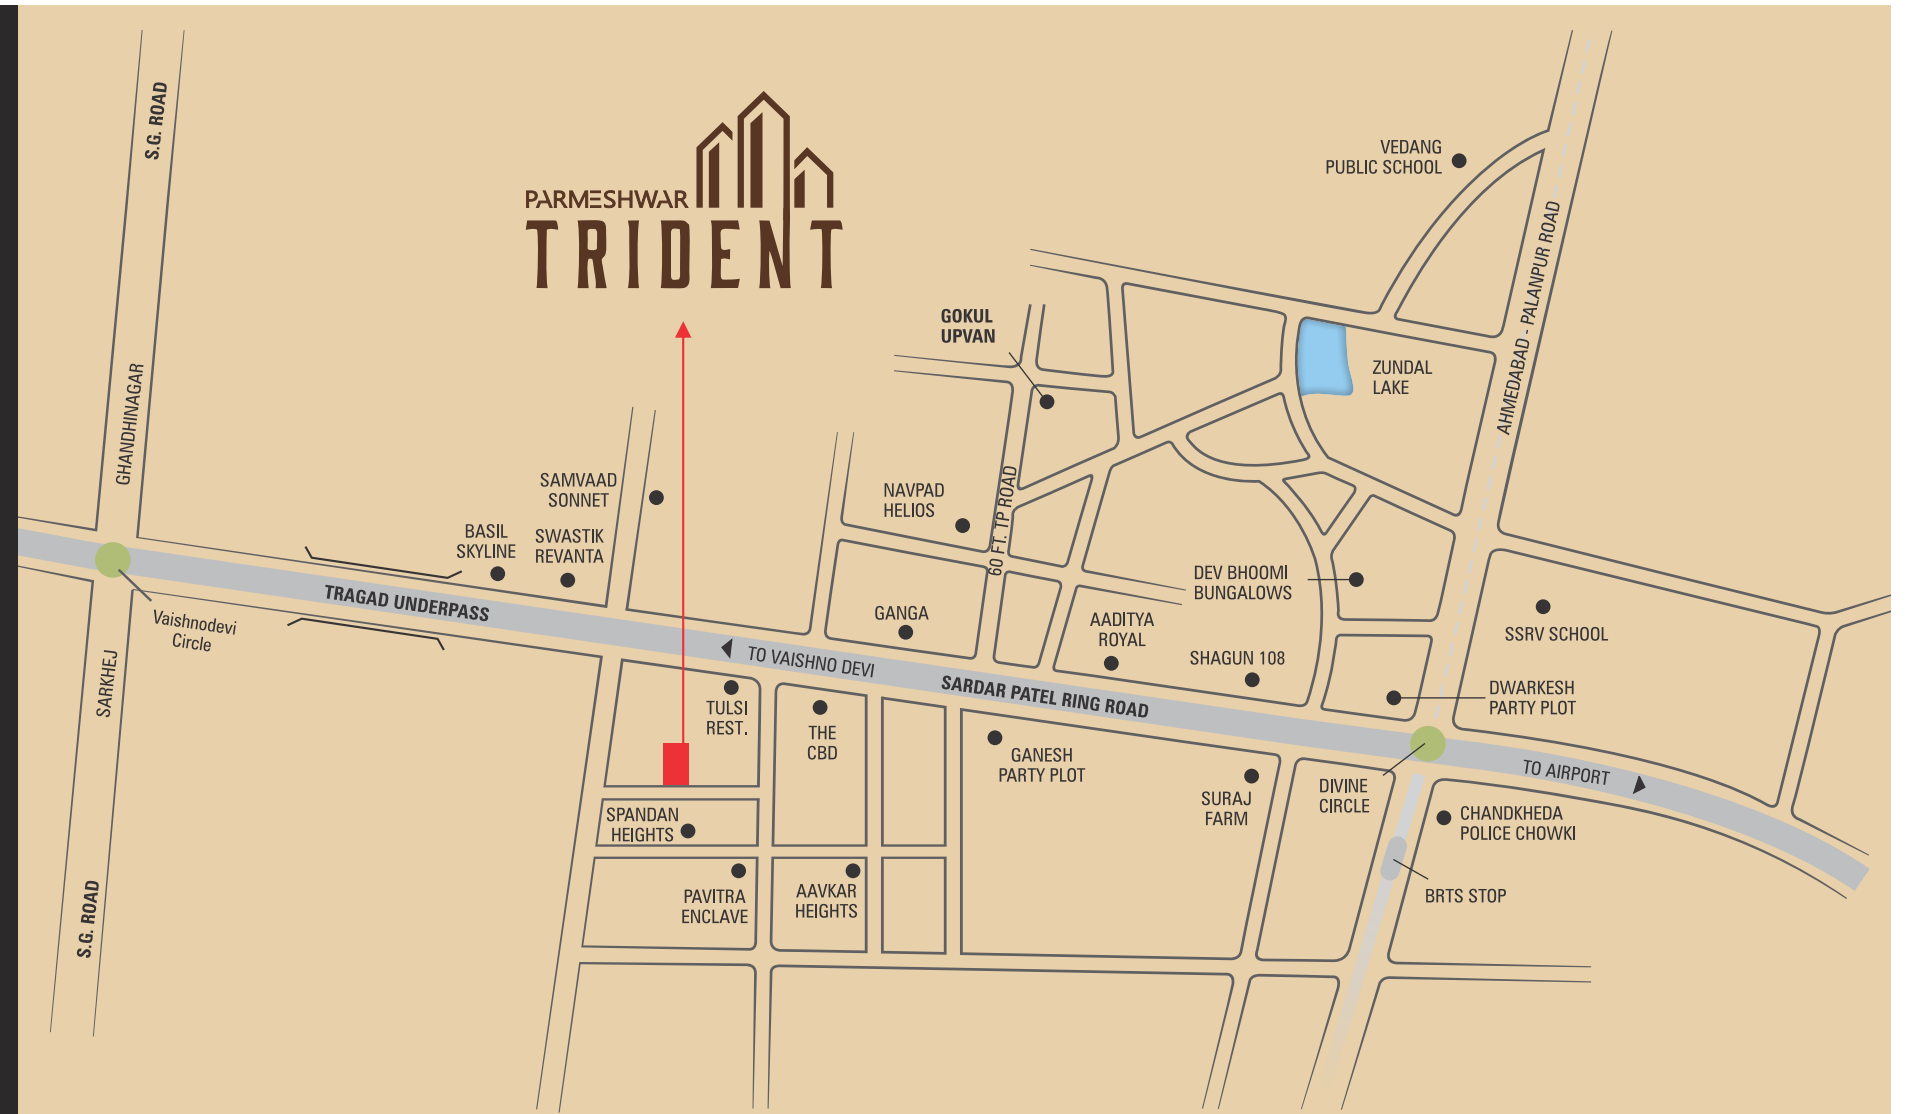 S.G. ROAD
GHANDHINAGAR
PARMESHWAR
TRIDENT
VEDANG
PUBLIC SCHOOL
AHMEDABAD - PALANPUR ROAD
GOKUL
UPVAN
ZUNDAL
LAKE
SAMVAAD
SONNET
NAVPAD
HELIOS
60 FT. TP ROAD
BASIL
SKYLINE
SWASTIK
REVANTA
DEV BHOOMI
BUNGALOWS
TRAGAD UNDERPASS
Vaishnodevi
Circle
GANGA
AADITYA
ROYAL
SSRV SCHOOL
SHAGUN 108
TO VAISHNO DEVI
SARDAR PATEL RING ROAD
SARKHEJ
DWARKESH
PARTY PLOT
TULSI
REST.
THE
CBD
GANESH
PARTY PLOT
TO AIRPORT
DIVINE
CIRCLE
SURAJ
FARM
SPANDAN
HEIGHTS
CHANDKHEDA
POLICE CHOWKI
PAVITRA
ENCLAVE
AAVKAR
HEIGHTS
BRTS STOP
S.G. ROAD